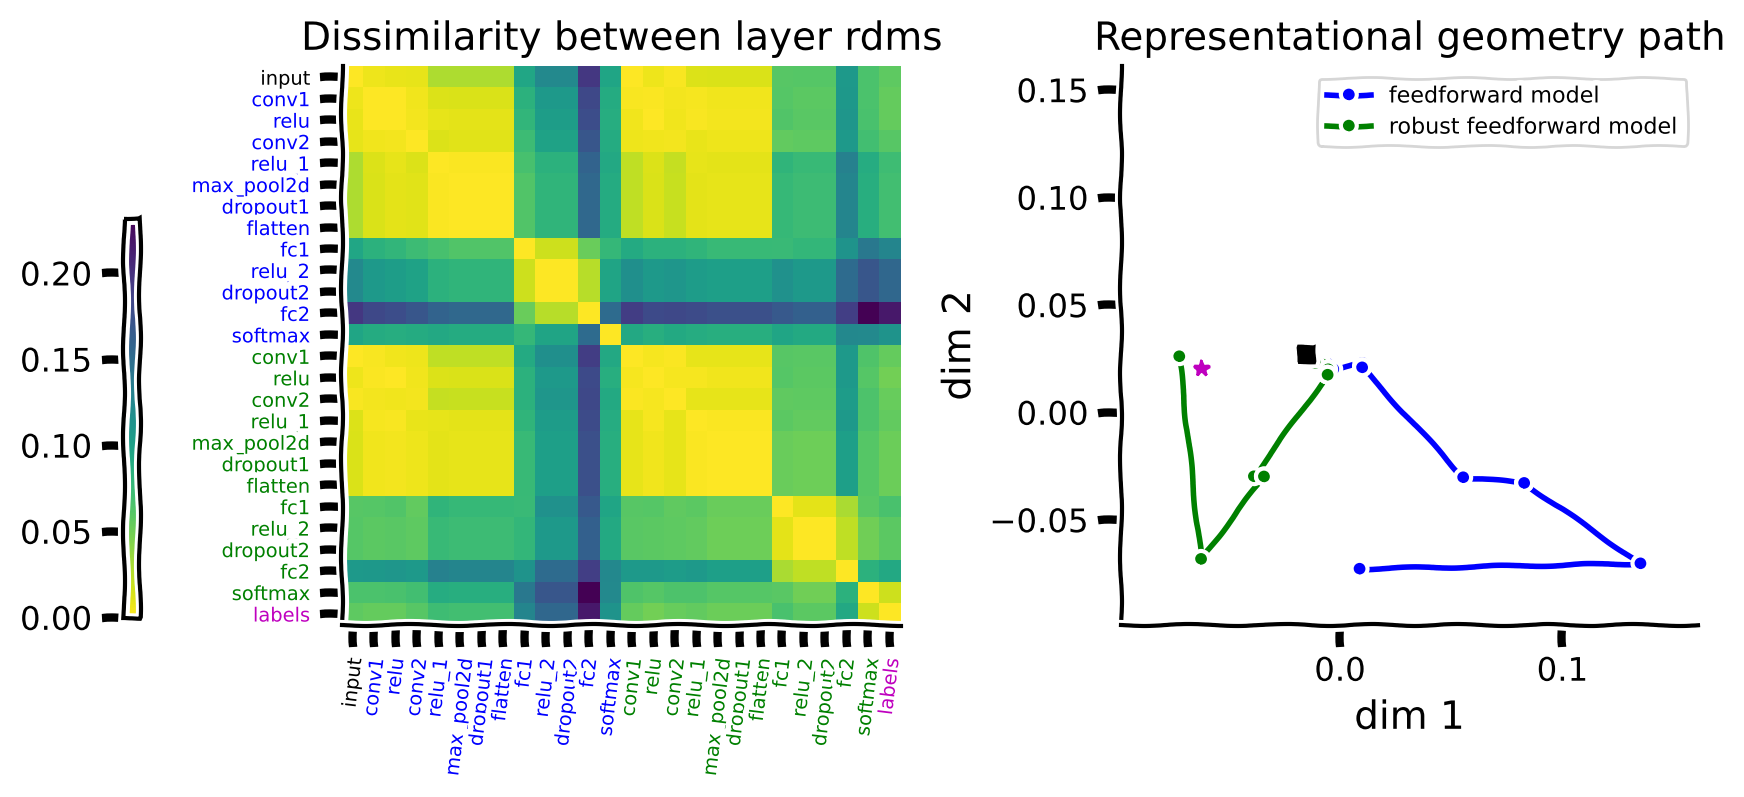 Dissimilarity between layer rdms
input
conv1
relu
conv2
relu_1
max_pool2d
dropout1
flatten
fc1
relu_2
dropout2
fc2
softmax
conv1
relu
conv2
relu_1
max_pool2d
dropout1
flatten
fc1
relu_2
dropout2
fc2
softmax
labels
0.20
0.15
0.10
0.05
0.00
input
conv1
relu
conv2
relu_1
max_pool2d
dropout1
flatten
fc1
relu_2
dropout2
fc2
softmax
conv1
relu
conv2
relu_1
max_pool2d
dropout1
flatten
fc1
relu_2
dropout2
fc2
softmax
labels
Representational geometry path
feedforward model
robust feedforward model
0.15
0.10
0.05
0.00
−0.05
dim 2
0.0
0.1
dim 1